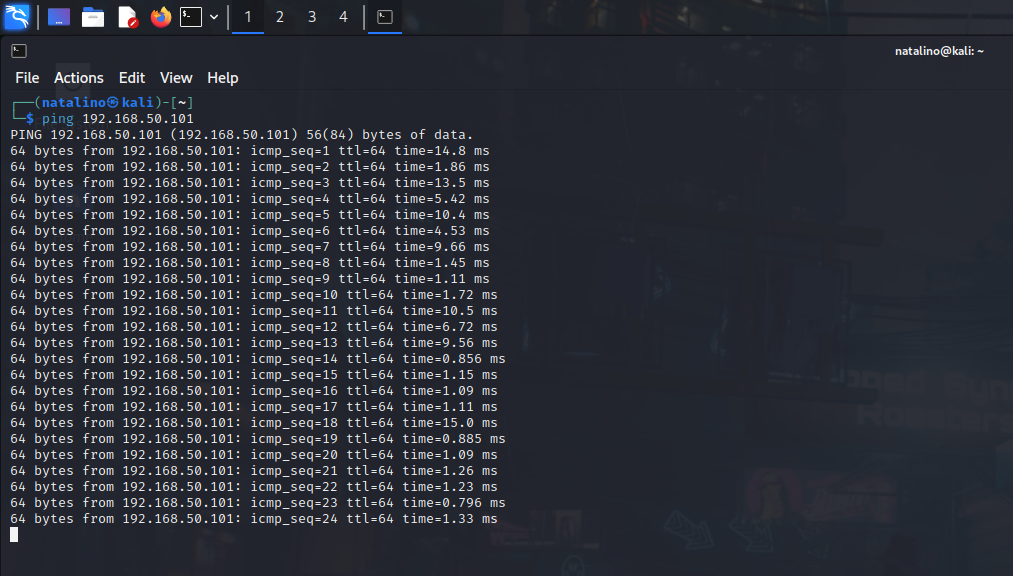 1 2 3 4
natalino@kali: ~
File Actions Edit View Help
┌──(natalino㉿kali)-[~]
└─$ ping 192.168.50.101
PING 192.168.50.101 (192.168.50.101) 56(84) bytes of data.
64 bytes from 192.168.50.101: icmp_seq=1 ttl=64 time=14.8 ms
64 bytes from 192.168.50.101: icmp_seq=2 ttl=64 time=1.86 ms
64 bytes from 192.168.50.101: icmp_seq=3 ttl=64 time=13.5 ms
64 bytes from 192.168.50.101: icmp_seq=4 ttl=64 time=5.42 ms
64 bytes from 192.168.50.101: icmp_seq=5 ttl=64 time=10.4 ms
64 bytes from 192.168.50.101: icmp_seq=6 ttl=64 time=4.53 ms
64 bytes from 192.168.50.101: icmp_seq=7 ttl=64 time=9.66 ms
64 bytes from 192.168.50.101: icmp_seq=8 ttl=64 time=1.45 ms
64 bytes from 192.168.50.101: icmp_seq=9 ttl=64 time=1.11 ms
64 bytes from 192.168.50.101: icmp_seq=10 ttl=64 time=1.72 ms
64 bytes from 192.168.50.101: icmp_seq=11 ttl=64 time=10.5 ms
64 bytes from 192.168.50.101: icmp_seq=12 ttl=64 time=6.72 ms
64 bytes from 192.168.50.101: icmp_seq=13 ttl=64 time=9.56 ms
64 bytes from 192.168.50.101: icmp_seq=14 ttl=64 time=0.856 ms
64 bytes from 192.168.50.101: icmp_seq=15 ttl=64 time=1.15 ms
64 bytes from 192.168.50.101: icmp_seq=16 ttl=64 time=1.09 ms
64 bytes from 192.168.50.101: icmp_seq=17 ttl=64 time=1.11 ms
64 bytes from 192.168.50.101: icmp_seq=18 ttl=64 time=15.0 ms
64 bytes from 192.168.50.101: icmp_seq=19 ttl=64 time=0.885 ms
64 bytes from 192.168.50.101: icmp_seq=20 ttl=64 time=1.09 ms
64 bytes from 192.168.50.101: icmp_seq=21 ttl=64 time=1.26 ms
64 bytes from 192.168.50.101: icmp_seq=22 ttl=64 time=1.23 ms
64 bytes from 192.168.50.101: icmp_seq=23 ttl=64 time=0.796 ms
64 bytes from 192.168.50.101: icmp_seq=24 ttl=64 time=1.33 ms
Roasters